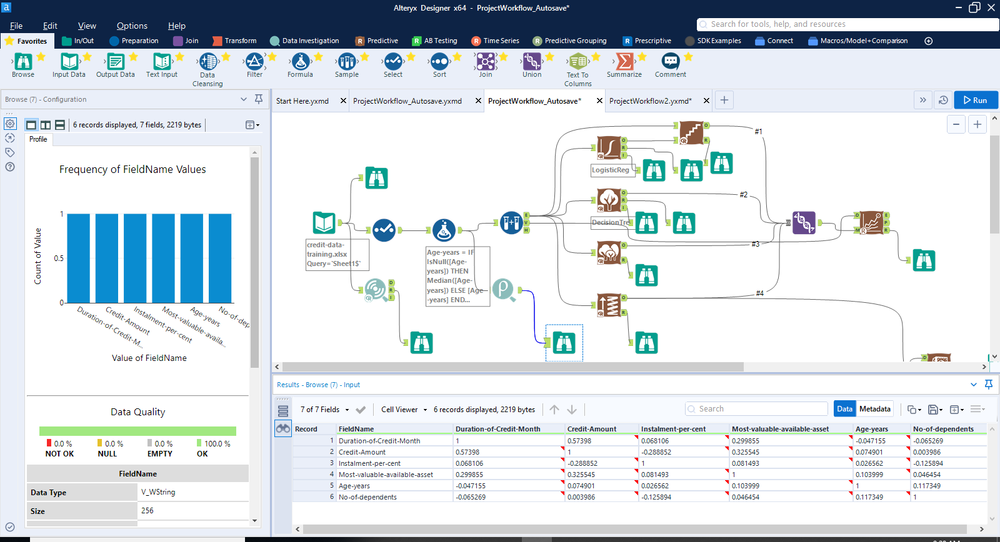 Alteryx Designer x64 - ProjectWorkflow_Autosave*
File Edit View Options Help
Search for tools, help, and resources
Favorites In/Out Preparation Join Transform Data Investigation Predictive AB Testing Time Series Predictive Grouping Prescriptive SDK Examples Connect Macros/Model+Comparison
Browse Input Data Output Data Text Input Data Cleansing Filter Formula Sample Select Sort Join Union Text To Columns Summarize Comment
Browse (7) - Configuration
Start Here.yxmd ProjectWorkflow_Autosave.yxmd ProjectWorkflow_Autosave* ProjectWorkflow2.yxmd*
Run
6 records displayed, 7 fields, 2219 bytes
Profile
Frequency of FieldName Values
Count of Value
1
0.5
0
Duration-of-Credit-M...
Credit-Amount
Instalment-per-cent
Most-valuable-availa...
Age-years
No-of-dep
Value of FieldName
Data Quality
0.0 % 0.0 % 0.0 % 100.0 %
NOT OK NULL EMPTY OK
FieldName
Data Type V_WString
Size 256
credit-data-
training.xlsx
Query=`Sheet1$`
Age-years = IF
IsNull([Age-
years]) THEN
Median([Age-
years]) ELSE [Age
-years] END...
LogisticReg
DecisionTre
#1
#2
#3
#4
Results - Browse (7) - Input
7 of 7 Fields Cell Viewer 6 records displayed, 2219 bytes Search Data Metadata
Record FieldName Duration-of-Credit-Month Credit-Amount Instalment-per-cent Most-valuable-available-asset Age-years No-of-dependents
1 Duration-of-Credit-Month 1 0.57398 0.068106 0.299855 -0.047155 -0.065269
2 Credit-Amount 0.57398 1 -0.288852 0.325545 0.074901 0.003986
3 Instalment-per-cent 0.068106 -0.288852 1 0.081493 0.026562 -0.125894
4 Most-valuable-available-asset 0.299855 0.325545 0.081493 1 0.103999 0.046454
5 Age-years -0.047155 0.074901 0.026562 0.103999 1 0.117349
6 No-of-dependents -0.065269 0.003986 -0.125894 0.046454 0.117349 1